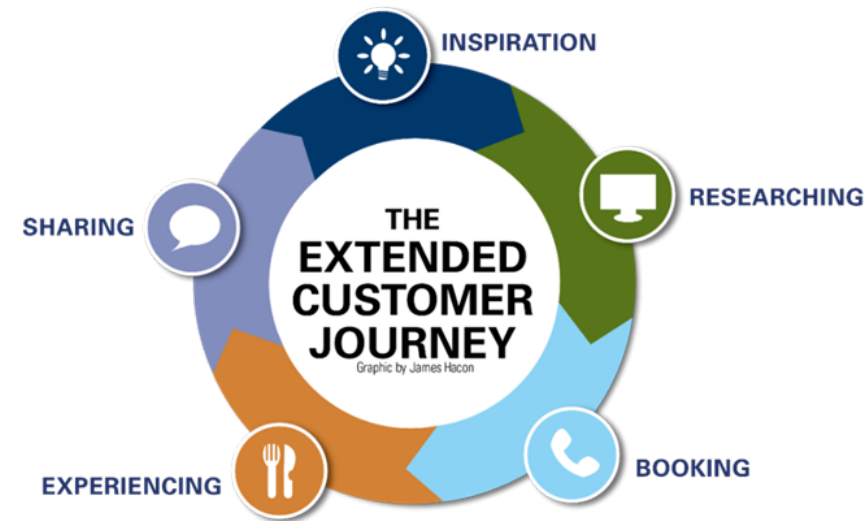 INSPIRATION
RESEARCHING
SHARING
THE
EXTENDED
CUSTOMER
JOURNEY
Graphic by James Hacon
BOOKING
EXPERIENCING